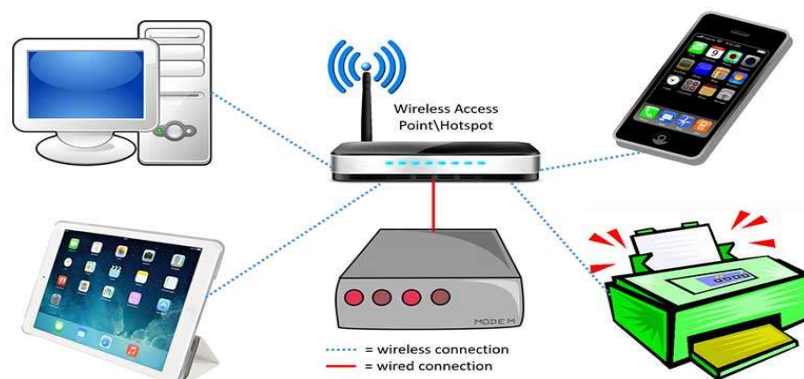 Wireless Access
Point\Hotspot
MODEM
= wireless connection
= wired connection